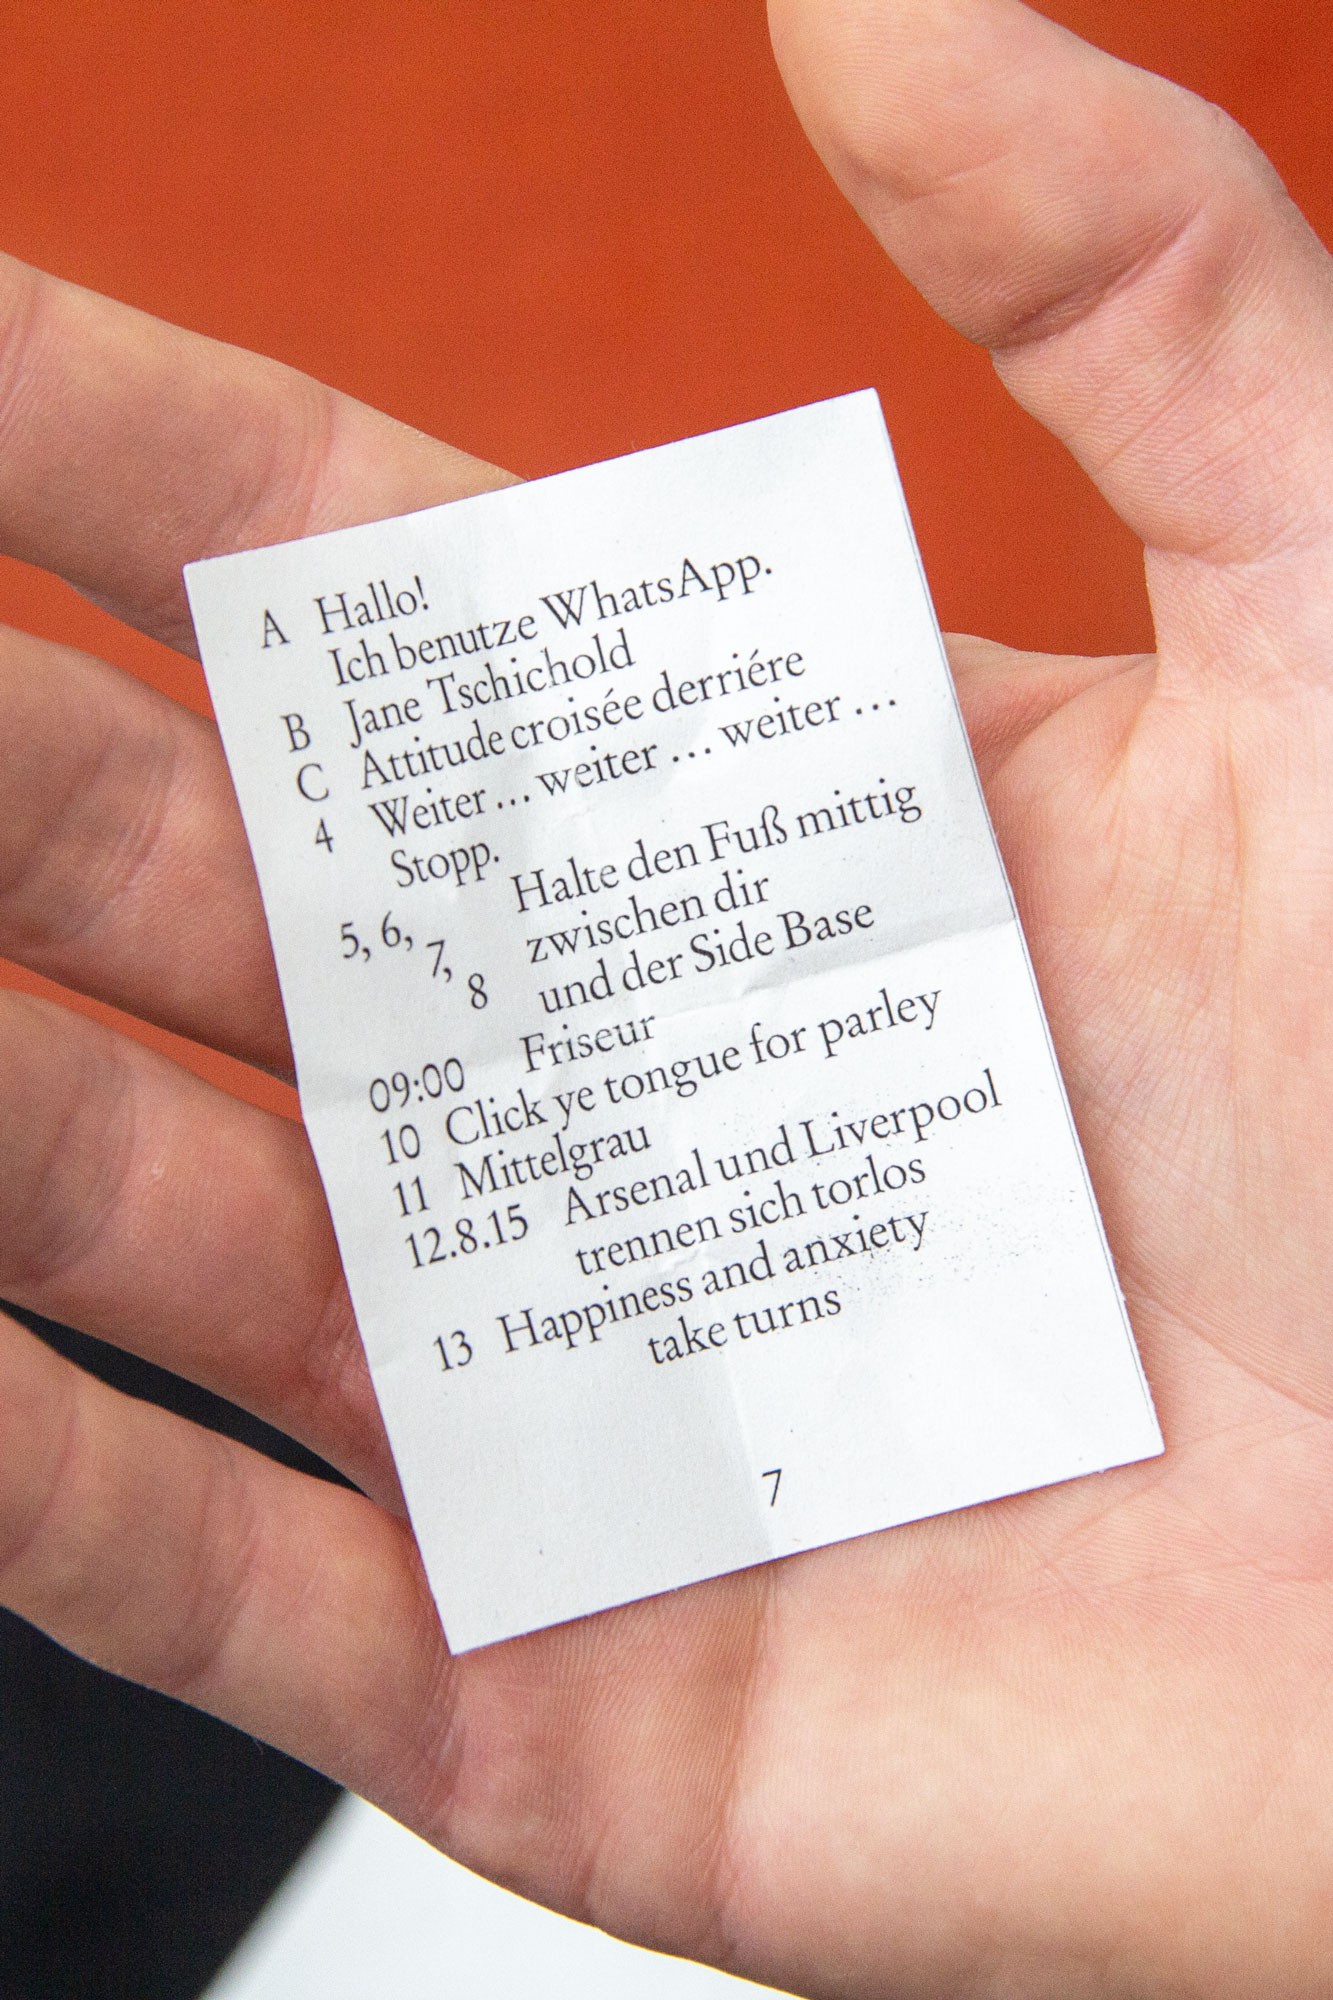 A Hallo!
Ich benutze WhatsApp.
B Jane Tschichold
C Attitude croisée derriére
4 Weiter … weiter … weiter …
Stopp.
5, 6, 7, 8 Halte den Fuß mittig
zwischen dir
und der Side Base
09:00 Friseur
10 Click ye tongue for parley
11 Mittelgrau
12.8.15 Arsenal und Liverpool
trennen sich torlos
13 Happiness and anxiety
take turns
7